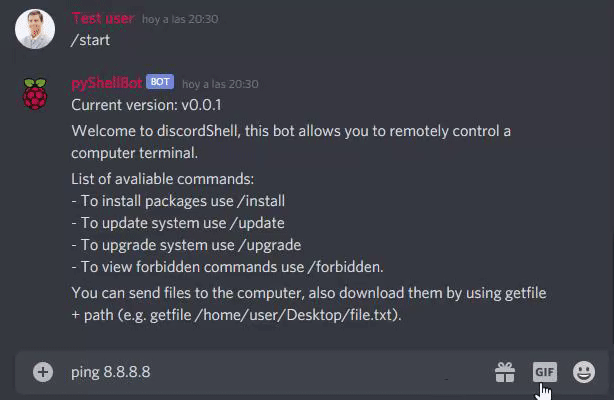 Test user hoy a las 20:30
/start
pyShellBot BOT hoy a las 20:30
Current version: v0.0.1
Welcome to discordShell, this bot allows you to remotely control a
computer terminal.
List of avaliable commands:
- To install packages use /install
- To update system use /update
- To upgrade system use /upgrade
- To view forbidden commands use /forbidden.
You can send files to the computer, also download them by using getfile
+ path (e.g. getfile /home/user/Desktop/file.txt).
ping 8.8.8.8 GIF